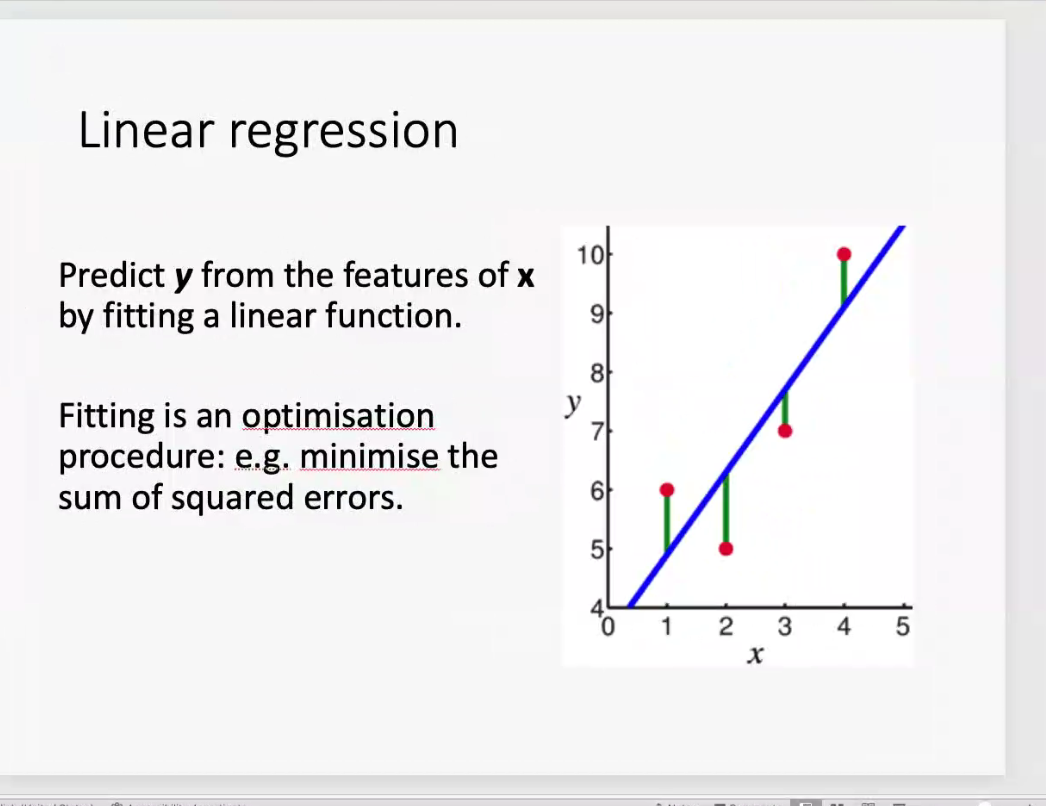 Linear regression
Predict y from the features of x
by fitting a linear function.
Fitting is an optimisation
procedure: e.g. minimise the
sum of squared errors.
10
9
8
y
7
6
5
4
0 1 2 3 4 5
x